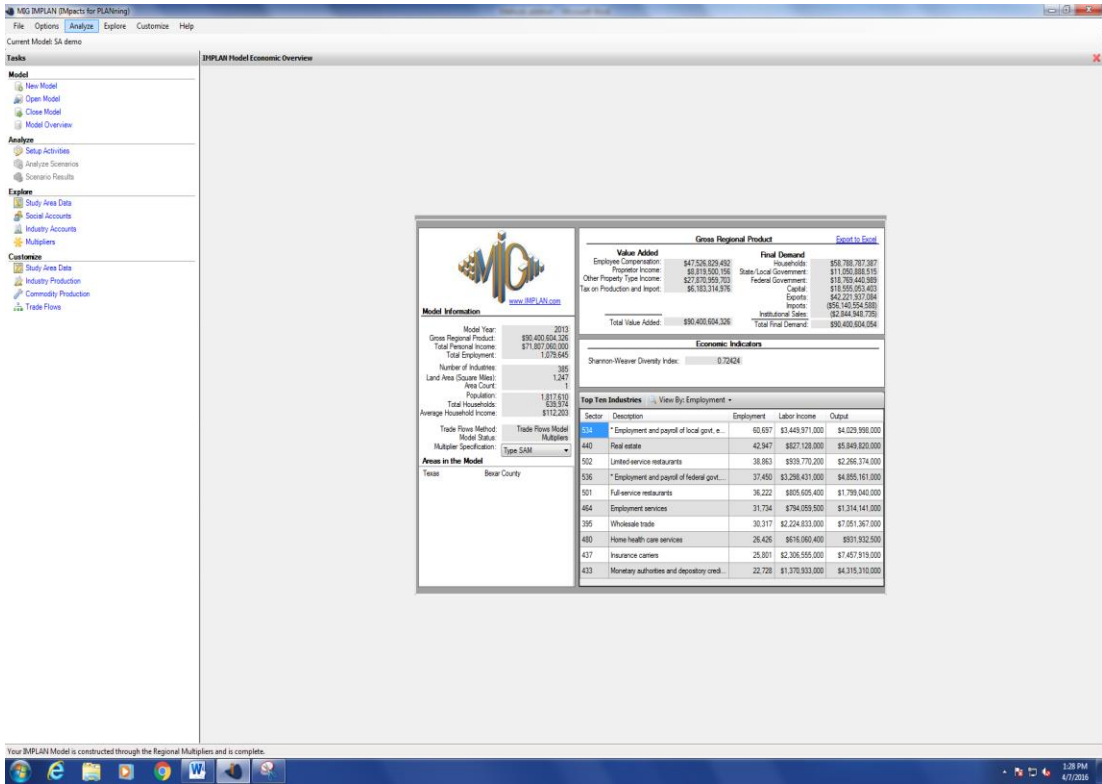 MIG IMPLAN (IMpacts for PLANning)
File Options Analyze Explore Customize Help
Current Model: SA demo
Tasks
IMPLAN Model Economic Overview
Model
New Model
Open Model
Close Model
Model Overview
Analyze
Setup Activities
Analyze Scenarios
Scenario Results
Explore
Study Area Data
Social Accounts
Industry Accounts
Multipliers
Customize
Study Area Data
Industry Production
Commodity Production
Trade Flows
MIG
www.IMPLAN.com
Model Information
Model Year: 2013
Gross Regional Product: $90,400,604,326
Total Personal Income: $71,807,060,000
Total Employment: 1,079,645
Number of Industries: 385
Land Area (Square Miles): 1,247
Area Count: 1
Population: 1,817,610
Total Households: 639,974
Average Household Income: $112,203
Trade Flows Method: Trade Flows Model
Model Status: Multipliers
Multiplier Specification: Type SAM
Areas in the Model
Texas Bexar County
Gross Regional Product Export to Excel
Value Added
Employee Compensation: $47,526,829,492
Proprietor Income: $8,819,500,156
Other Property Type Income: $27,870,959,703
Tax on Production and Import: $6,183,314,976
Total Value Added: $90,400,604,326
Final Demand
Households: $58,788,787,387
State/Local Government: $11,050,888,515
Federal Government: $18,769,440,989
Capital: $18,555,053,403
Exports: $42,221,937,084
Imports: ($56,140,554,588)
Institutional Sales: ($2,844,948,735)
Total Final Demand: $90,400,604,054
Economic Indicators
Shannon-Weaver Diversity Index: 0.72424
Top Ten Industries View By: Employment
Sector Description Employment Labor Income Output
534 * Employment and payroll of local govt, e... 60,697 $3,449,971,000 $4,029,998,000
440 Real estate 42,947 $827,128,000 $5,849,820,000
502 Limited-service restaurants 38,863 $939,770,200 $2,266,374,000
536 * Employment and payroll of federal govt,... 37,450 $3,298,431,000 $4,855,161,000
501 Full-service restaurants 36,222 $805,605,400 $1,799,040,000
464 Employment services 31,734 $794,059,500 $1,314,141,000
395 Wholesale trade 30,317 $2,224,833,000 $7,051,367,000
480 Home health care services 26,426 $616,060,400 $931,932,500
437 Insurance carriers 25,801 $2,306,555,000 $7,457,919,000
433 Monetary authorities and depository credi... 22,728 $1,370,933,000 $4,315,310,000
Your IMPLAN Model is constructed through the Regional Multipliers and is complete.
1:28 PM
4/7/2016